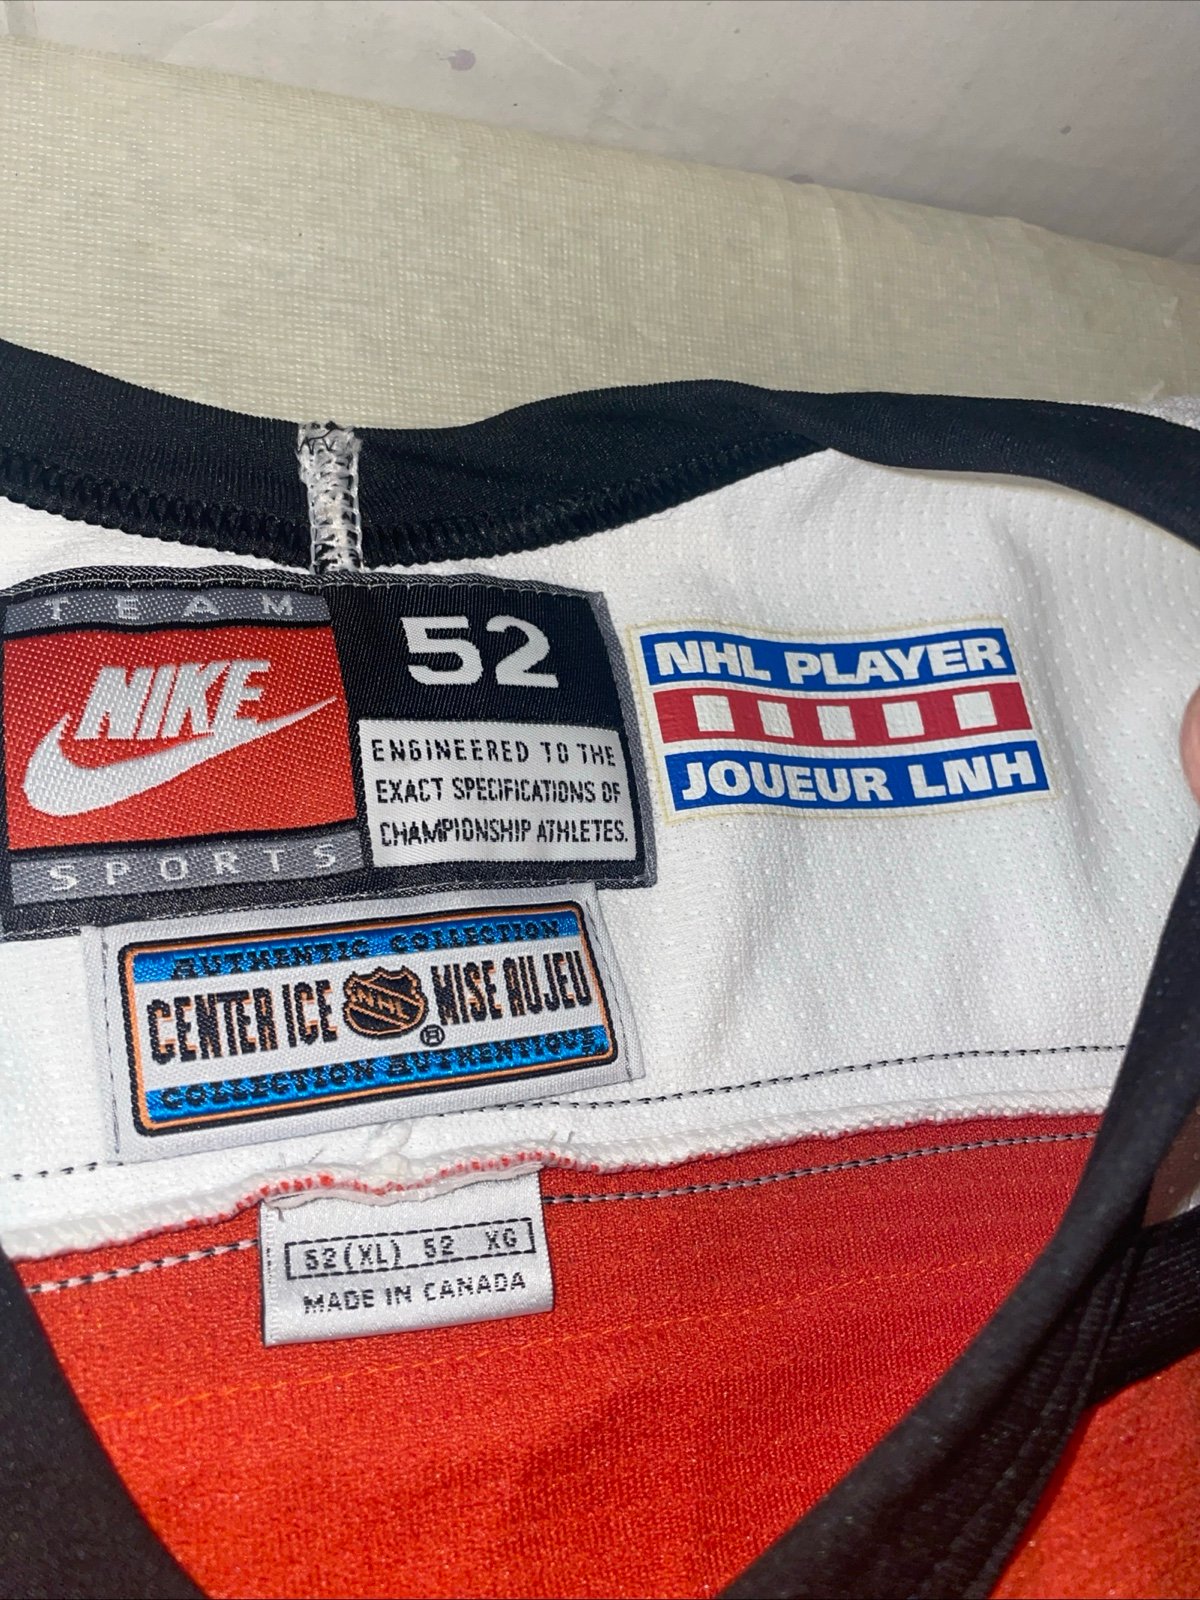 TEAM
NIKE
SPORTS
52
ENGINEERED TO THE
EXACT SPECIFICATIONS OF
CHAMPIONSHIP ATHLETES.
NHL PLAYER
JOUEUR LNH
AUTHENTIC COLLECTION
CENTER ICE NHL ® MISE AU JEU
COLLECTION AUTHENTIQUE
52(XL) 52 XG
MADE IN CANADA